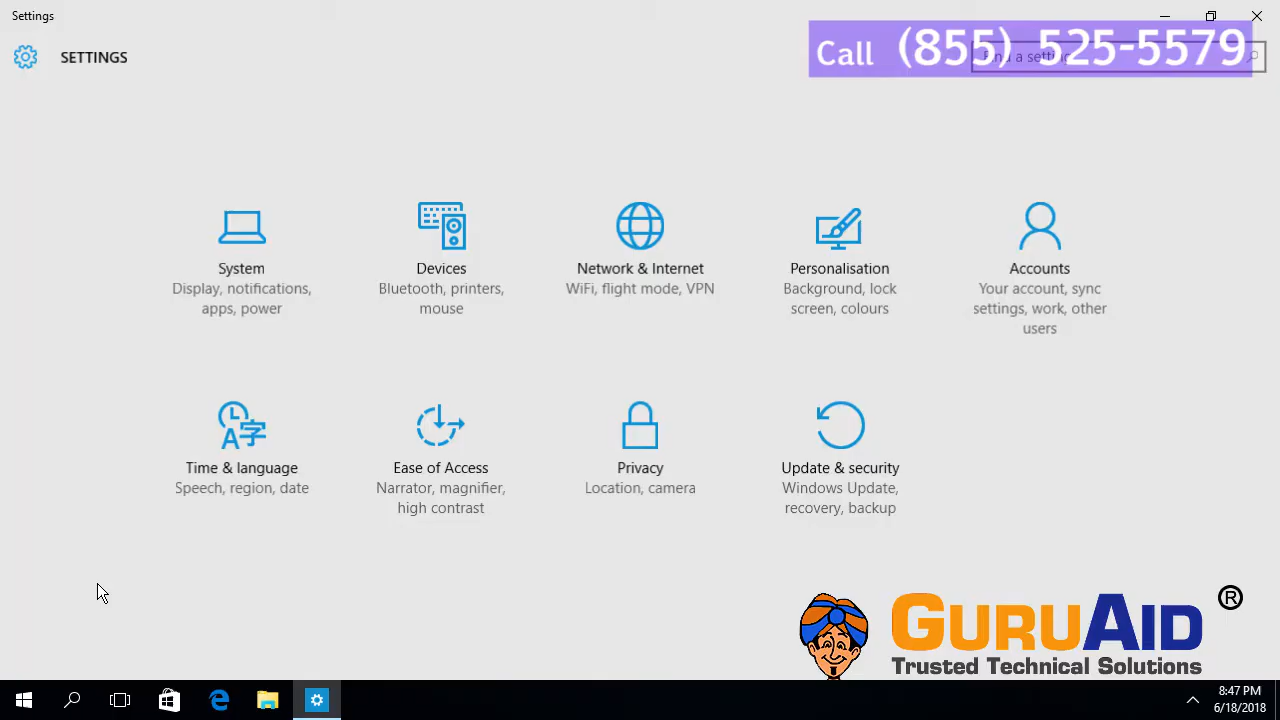 Settings
SETTINGS
Call (855) 525-5579
Find a setting
System
Display, notifications,
apps, power
Devices
Bluetooth, printers,
mouse
Network & Internet
WiFi, flight mode, VPN
Personalisation
Background, lock
screen, colours
Accounts
Your account, sync
settings, work, other
users
Time & language
Speech, region, date
Ease of Access
Narrator, magnifier,
high contrast
Privacy
Location, camera
Update & security
Windows Update,
recovery, backup
GURUAID ®
Trusted Technical Solutions
8:47 PM
6/18/2018